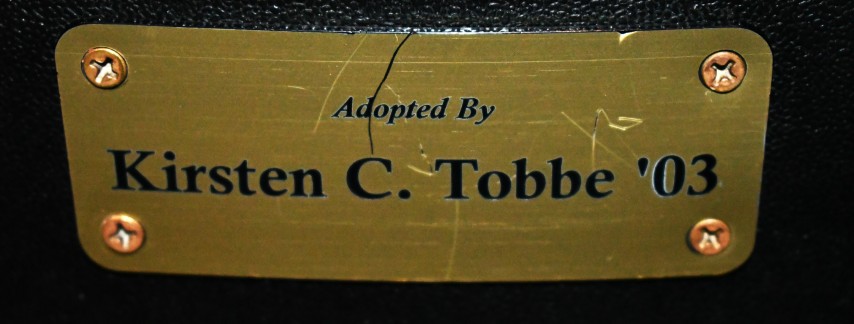 Adopted By
Kirsten C. Tobbe '03